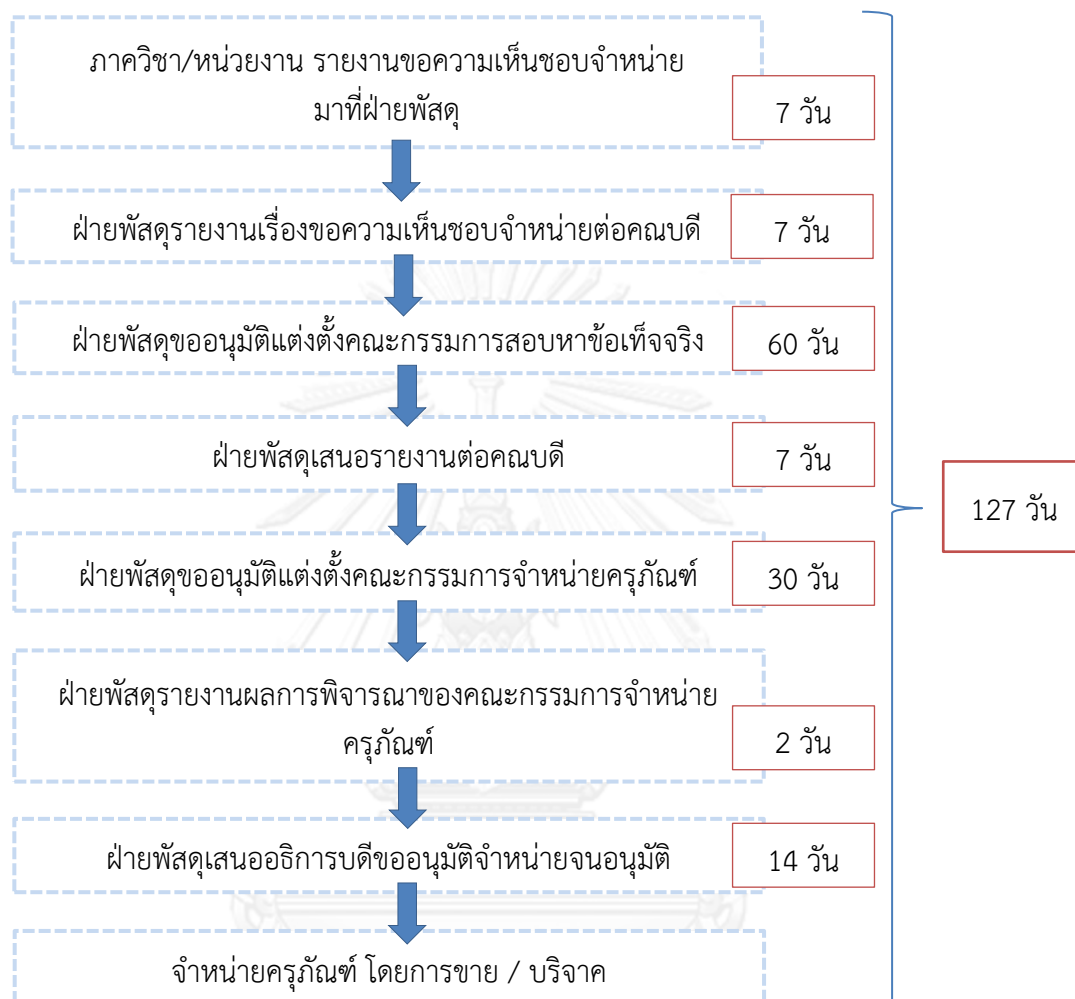 ภาควิชา/หน่วยงาน รายงานขอความเห็นชอบจำหน่าย
มาที่ฝ่ายพัสดุ
7 วัน
ฝ่ายพัสดุรายงานเรื่องขอความเห็นชอบจำหน่ายต่อคณบดี
7 วัน
ฝ่ายพัสดุขออนุมัติแต่งตั้งคณะกรรมการสอบหาข้อเท็จจริง
60 วัน
ฝ่ายพัสดุเสนอรายงานต่อคณบดี
7 วัน
127 วัน
ฝ่ายพัสดุขออนุมัติแต่งตั้งคณะกรรมการจำหน่ายครุภัณฑ์
30 วัน
ฝ่ายพัสดุรายงานผลการพิจารณาของคณะกรรมการจำหน่าย
ครุภัณฑ์
2 วัน
ฝ่ายพัสดุเสนออธิการบดีขออนุมัติจำหน่ายจนอนุมัติ
14 วัน
จำหน่ายครุภัณฑ์ โดยการขาย / บริจาค